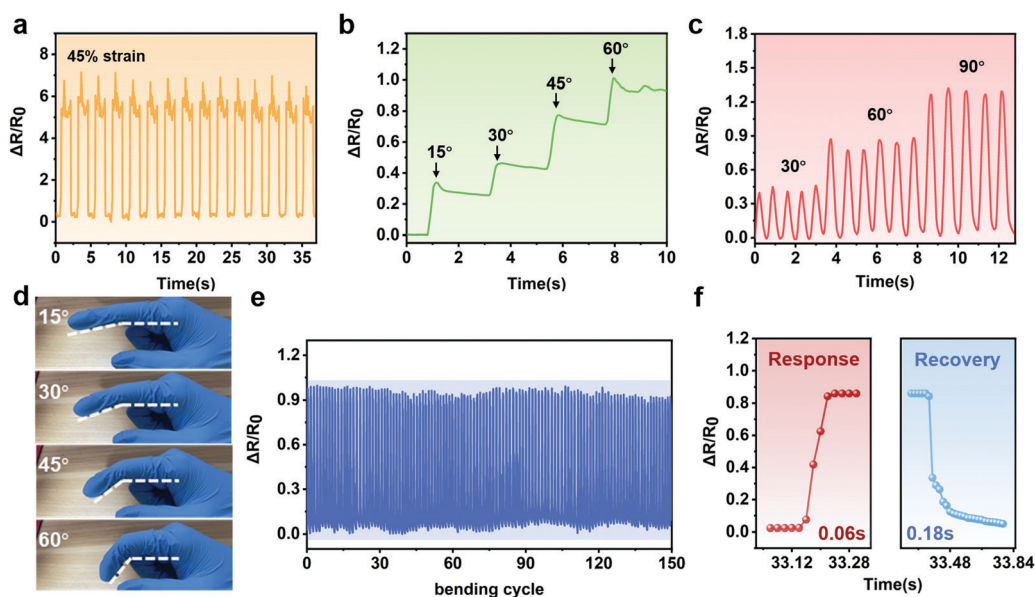 a
45% strain
ΔR/R0
8
6
4
2
0
0 5 10 15 20 25 30 35
Time(s)
b
15°
30°
45°
60°
ΔR/R0
1.2
1.0
0.8
0.6
0.4
0.2
0.0
0 2 4 6 8 10
Time(s)
c
30°
60°
90°
ΔR/R0
1.8
1.5
1.2
0.9
0.6
0.3
0.0
0 2 4 6 8 10 12
Time(s)
d
15°
30°
45°
60°
e
ΔR/R0
1.2
0.9
0.6
0.3
0.0
0 30 60 90 120 150
bending cycle
f
Response
Recovery
ΔR/R0
1.2
1.0
0.8
0.6
0.4
0.2
0.0
0.06s
0.18s
33.12 33.28
33.48 33.84
Time(s)